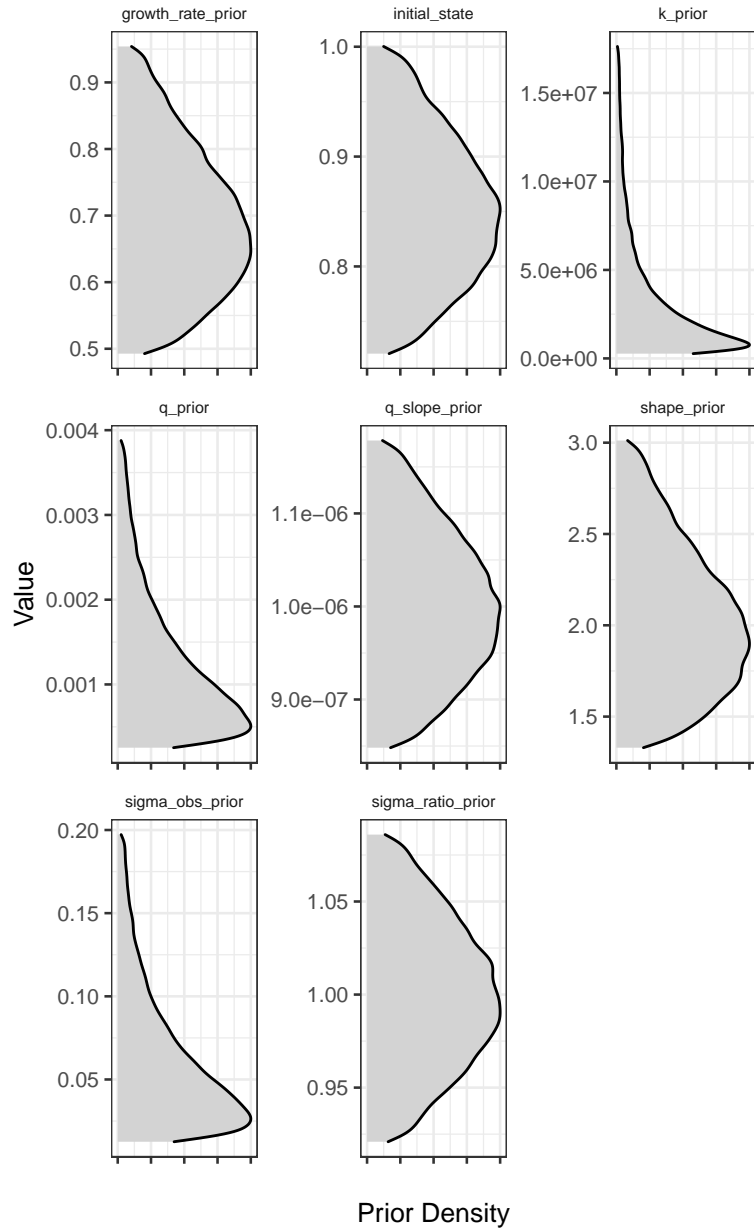 growth_rate_prior
initial_state
k_prior
0.9
0.8
0.7
0.6
0.5
1.0
0.9
0.8
1.5e+07
1.0e+07
5.0e+06
0.0e+00
q_prior
q_slope_prior
shape_prior
0.004
0.003
0.002
0.001
1.1e−06
1.0e−06
9.0e−07
3.0
2.5
2.0
1.5
Value
sigma_obs_prior
sigma_ratio_prior
0.20
0.15
0.10
0.05
1.05
1.00
0.95
Prior Density